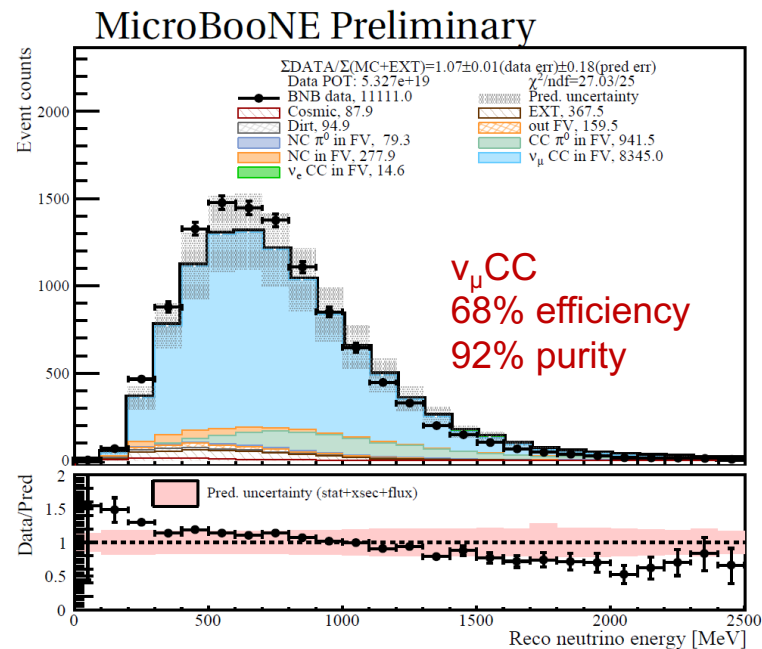 MicroBooNE Preliminary
ΣDATA/Σ(MC+EXT)=1.07±0.01(data err)±0.18(pred err)
Data POT: 5.327e+19 χ²/ndf=27.03/25
BNB data, 11111.0 Pred. uncertainty
Cosmic, 87.9 EXT, 367.5
Dirt, 94.9 out FV, 159.5
NC π⁰ in FV, 79.3 CC π⁰ in FV, 941.5
NC in FV, 277.9 νμ CC in FV, 8345.0
νe CC in FV, 14.6
Event counts
2000
1500
1000
500
0
νμCC
68% efficiency
92% purity
Pred. uncertainty (stat+xsec+flux)
Data/Pred
2
1.5
1
0.5
0
0 500 1000 1500 2000 2500
Reco neutrino energy [MeV]